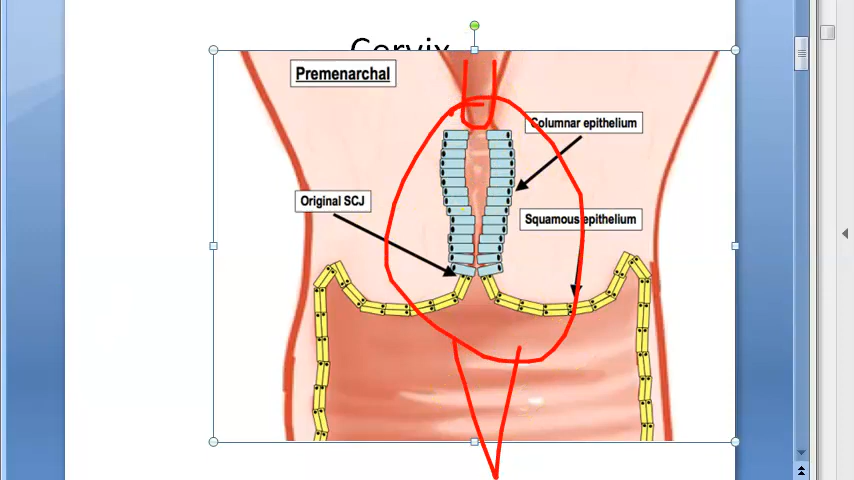 Cervix
Premenarchal
Columnar epithelium
Original SCJ
Squamous epithelium